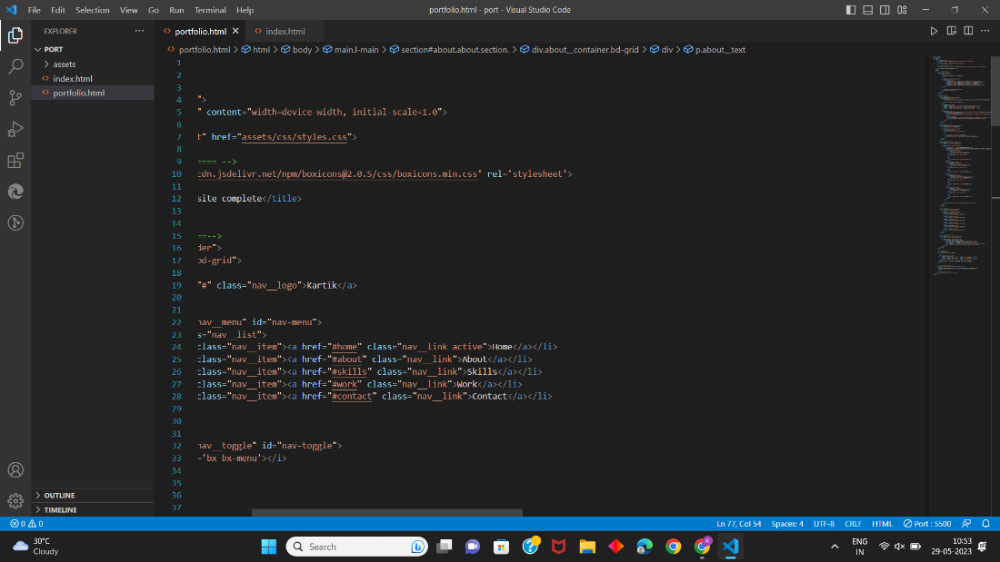 File Edit Selection View Go Run Terminal Help
portfolio.html - port - Visual Studio Code
EXPLORER
PORT
assets
index.html
portfolio.html
OUTLINE
TIMELINE
portfolio.html index.html
portfolio.html > html > body > main.l-main > section#about.about.section. > div.about__container.bd-grid > div > p.about__text
1
2
3
4 ">
5 " content="width=device-width, initial-scale=1.0">
6
7 t" href="assets/css/styles.css">
8
9 ==== -->
10 cdn.jsdelivr.net/npm/boxicons@2.0.5/css/boxicons.min.css' rel='stylesheet'>
11
12 site complete</title>
13
14
15 ==-->
16 der">
17 bd-grid">
18
19 "#" class="nav__logo">Kartik</a>
20
21
22 nav__menu" id="nav-menu">
23 s="nav__list">
24 class="nav__item"><a href="#home" class="nav__link active">Home</a></li>
25 class="nav__item"><a href="#about" class="nav__link">About</a></li>
26 class="nav__item"><a href="#skills" class="nav__link">Skills</a></li>
27 class="nav__item"><a href="#work" class="nav__link">Work</a></li>
28 class="nav__item"><a href="#contact" class="nav__link">Contact</a></li>
29
30
31
32 nav__toggle" id="nav-toggle">
33 ='bx bx-menu'></i>
34
35
36
37
0 0 Ln 77, Col 54 Spaces: 4 UTF-8 CRLF HTML Port : 5500
30°C
Cloudy
Search
K
ENG
IN
10:53
29-05-2023